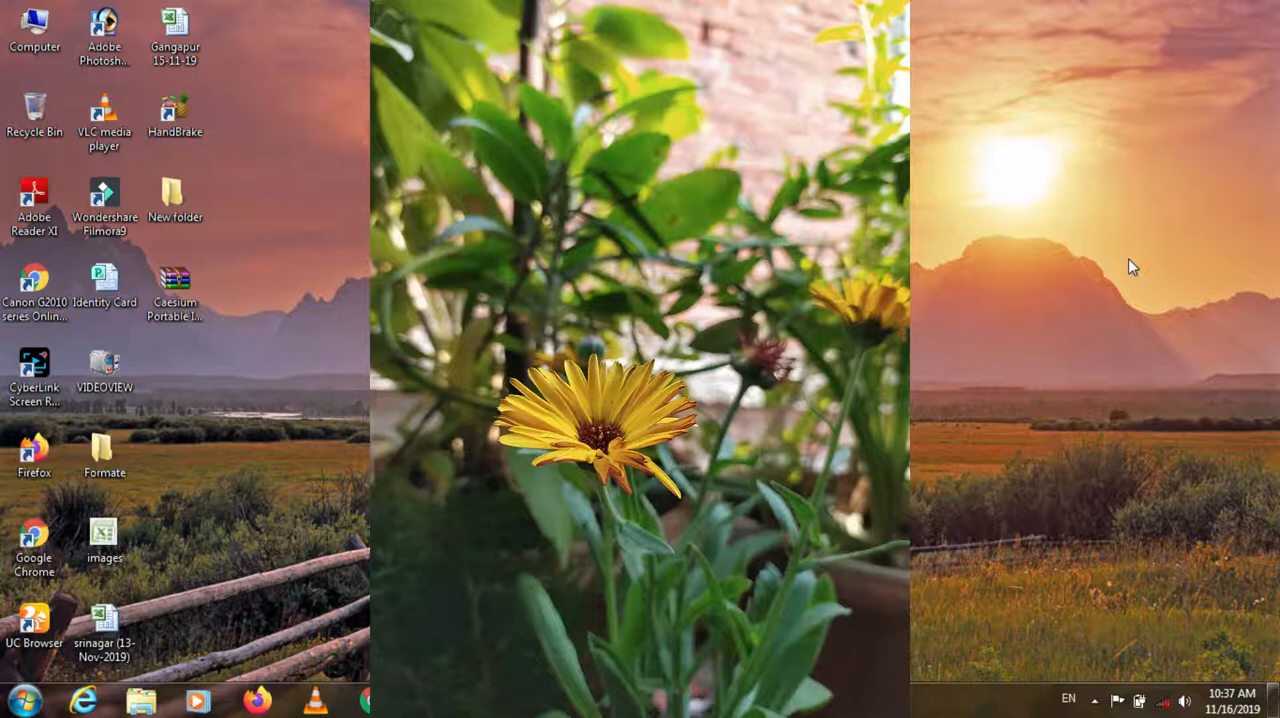 Computer
Adobe
Photosh...
Gangapur
15-11-19
Recycle Bin
VLC media
player
HandBrake
Adobe
Reader XI
Wondershare
Filmora9
New folder
Canon G2010
series Onlin...
Identity Card
Caesium
Portable I...
CyberLink
Screen R...
VIDEOVIEW
Firefox
Formate
Google
Chrome
images
UC Browser
srinagar (13-
Nov-2019)
EN
10:37 AM
11/16/2019